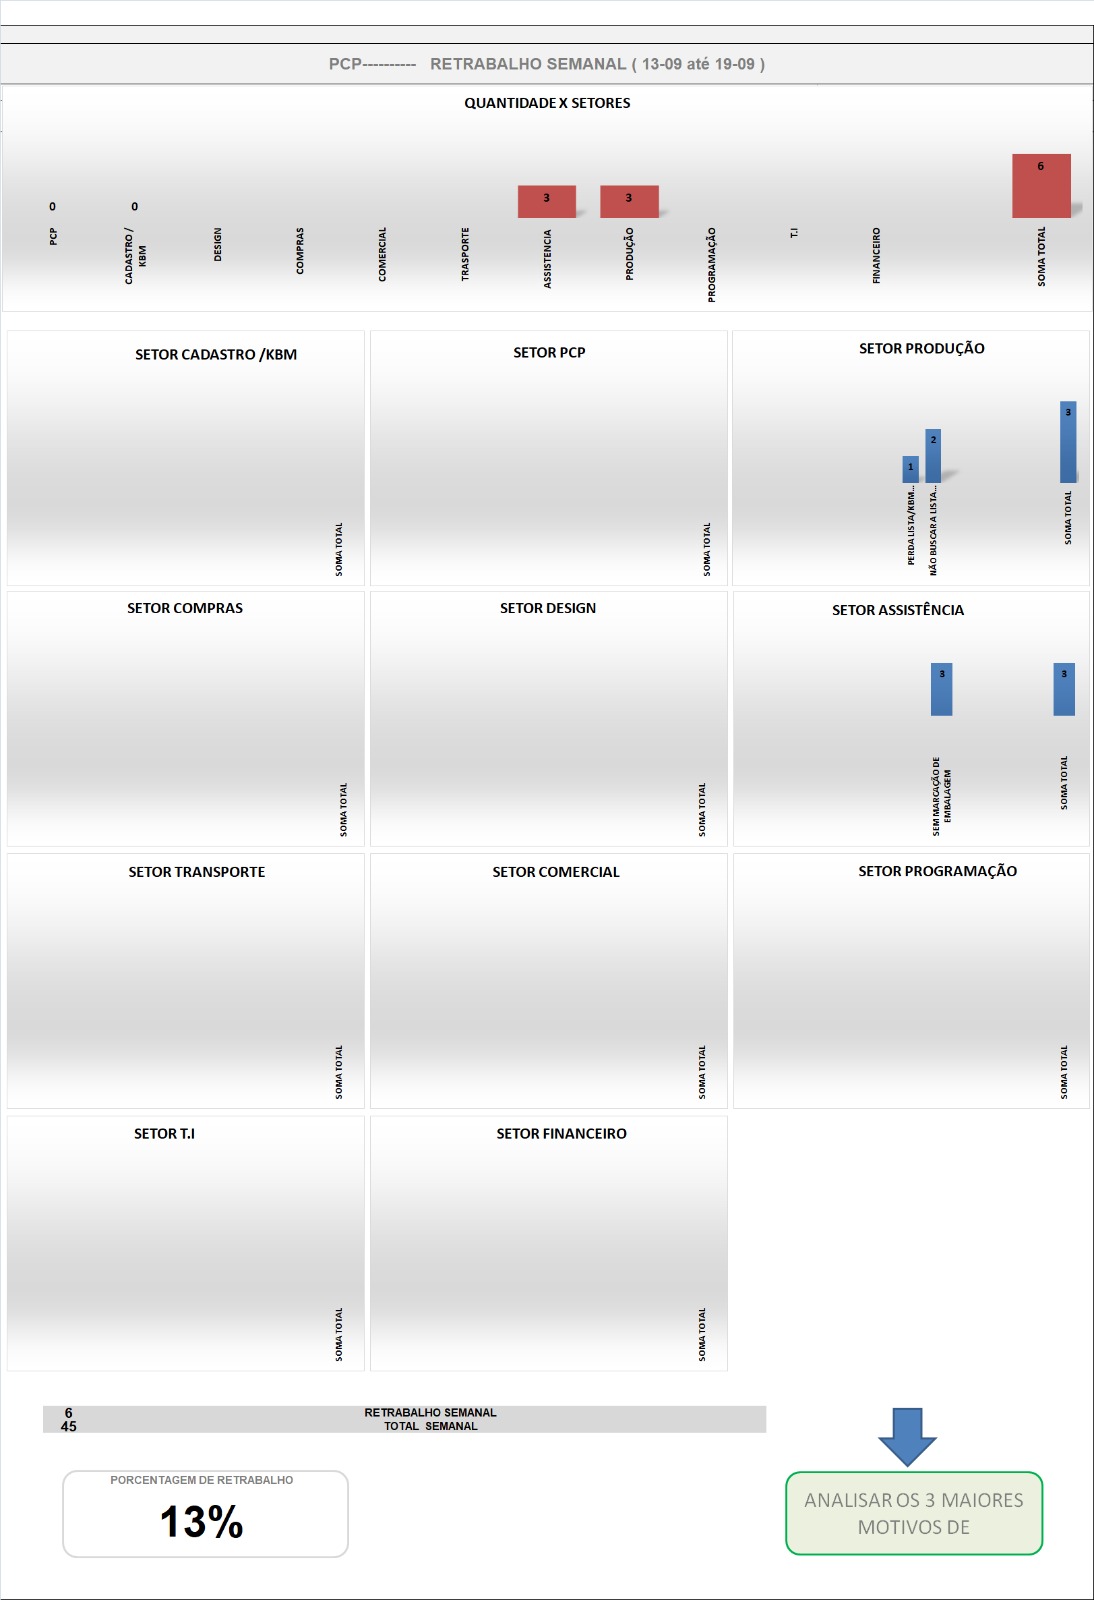 PCP---------- RETRABALHO SEMANAL ( 13-09 até 19-09 )
QUANTIDADE X SETORES
0
0
3
3
6
PCP
CADASTRO /
KBM
DESIGN
COMPRAS
COMERCIAL
TRASPORTE
ASSISTENCIA
PRODUÇÃO
PROGRAMAÇÃO
T.I
FINANCEIRO
SOMA TOTAL
SETOR CADASTRO /KBM
SOMA TOTAL
SETOR PCP
SOMA TOTAL
SETOR PRODUÇÃO
1
2
3
PERDA LISTA/KBM...
NÃO BUSCAR A LISTA...
SOMA TOTAL
SETOR COMPRAS
SOMA TOTAL
SETOR DESIGN
SOMA TOTAL
SETOR ASSISTÊNCIA
3
3
SEM MARCAÇÃO DE
EMBALAGEM
SOMA TOTAL
SETOR TRANSPORTE
SOMA TOTAL
SETOR COMERCIAL
SOMA TOTAL
SETOR PROGRAMAÇÃO
SOMA TOTAL
SETOR T.I
SOMA TOTAL
SETOR FINANCEIRO
SOMA TOTAL
6 RETRABALHO SEMANAL
45 TOTAL SEMANAL
PORCENTAGEM DE RETRABALHO
13%
ANALISAR OS 3 MAIORES
MOTIVOS DE